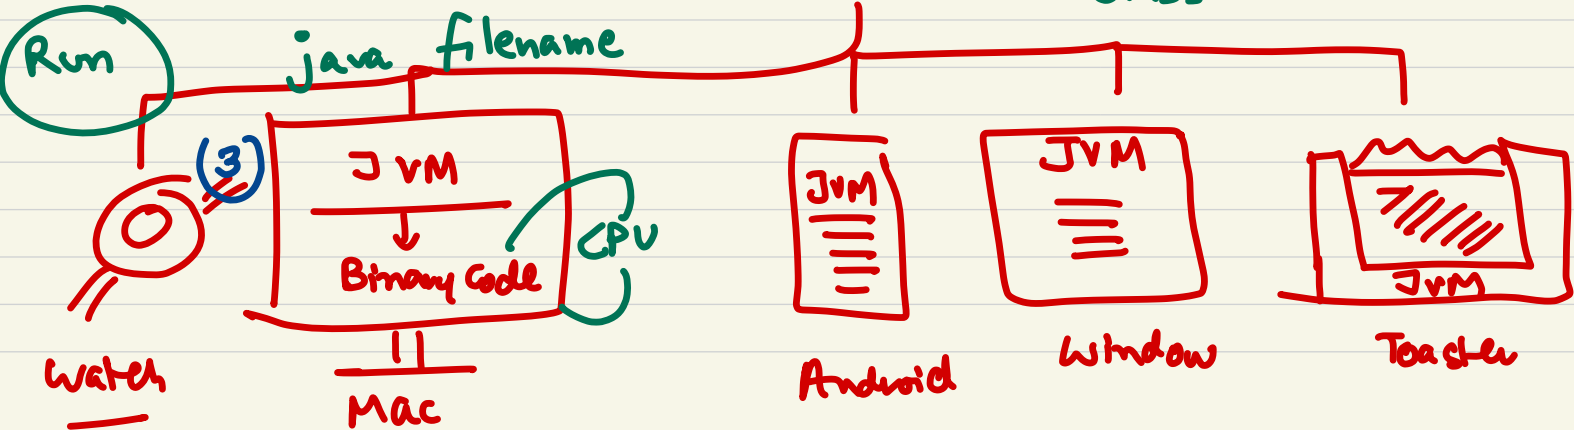 Run
java filename
(3)
JVM
Binary Code
CPU
JVM
JVM
JVM
Watch
Mac
Android
Window
Toaster